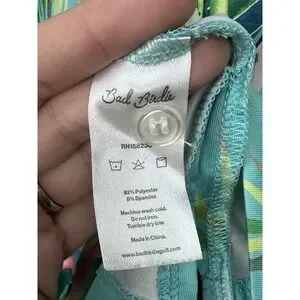 Bad Birdie
92% Polyester
8% Spandex
Machine wash cold.
Do not iron.
Tumble dry low.
Made in China.
www.badbirdiegolf.com